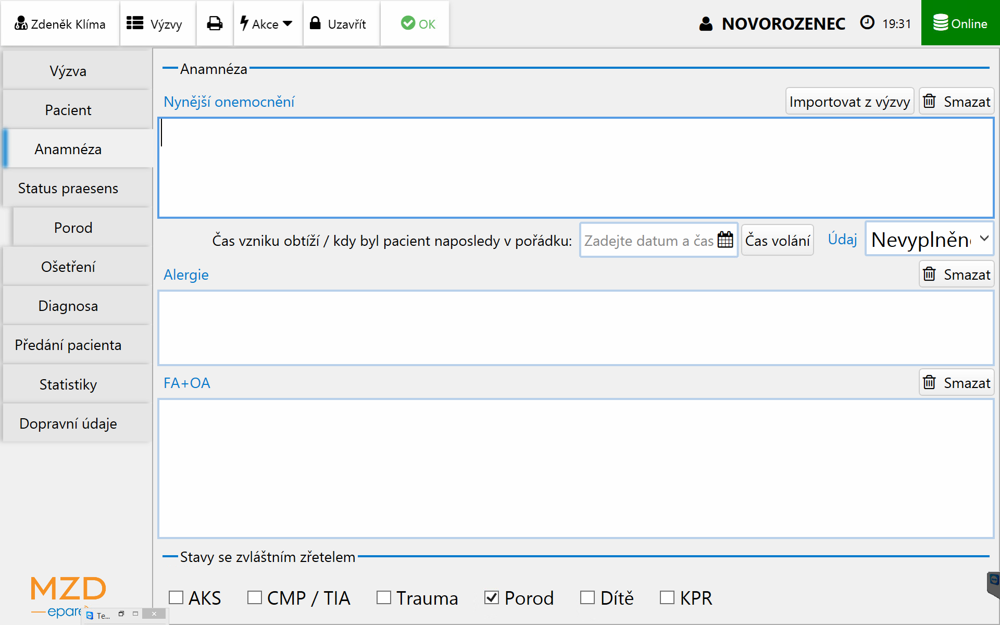 Zdeněk Klíma
Výzvy
Akce
Uzavřít
OK
NOVOROZENEC
19:31
Online
Výzva
Pacient
Anamnéza
Status praesens
Porod
Ošetření
Diagnosa
Předání pacienta
Statistiky
Dopravní údaje
Anamnéza
Nynější onemocnění
Importovat z výzvy
Smazat
Čas vzniku obtíží / kdy byl pacient naposledy v pořádku:
Zadejte datum a čas
Čas volání
Údaj
Nevyplněn
Alergie
Smazat
FA+OA
Smazat
Stavy se zvláštním zřetelem
AKS
CMP / TIA
Trauma
Porod
Dítě
KPR
MZD
epare
Te...